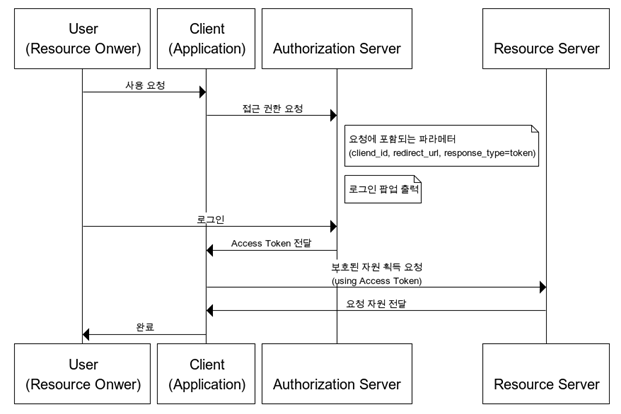 User
(Resource Onwer)
Client
(Application)
Authorization Server
Resource Server
사용 요청
접근 권한 요청
요청에 포함되는 파라메터
(cliend_id, redirect_url, response_type=token)
로그인 팝업 출력
로그인
Access Token 전달
보호된 자원 획득 요청
(using Access Token)
요청 자원 전달
완료
User
(Resource Onwer)
Client
(Application)
Authorization Server
Resource Server